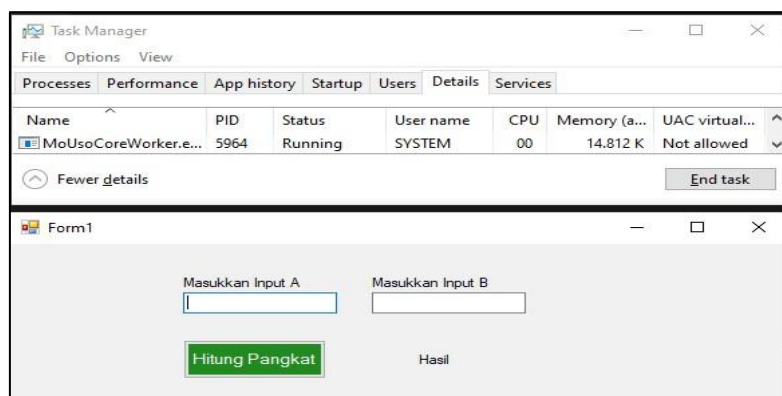 Task Manager
File Options View
Processes Performance App history Startup Users Details Services
Name PID Status User name CPU Memory (a... UAC virtual...
MoUsoCoreWorker.e... 5964 Running SYSTEM 00 14.812 K Not allowed
Fewer details End task
Form1
Masukkan Input A Masukkan Input B
Hitung Pangkat Hasil